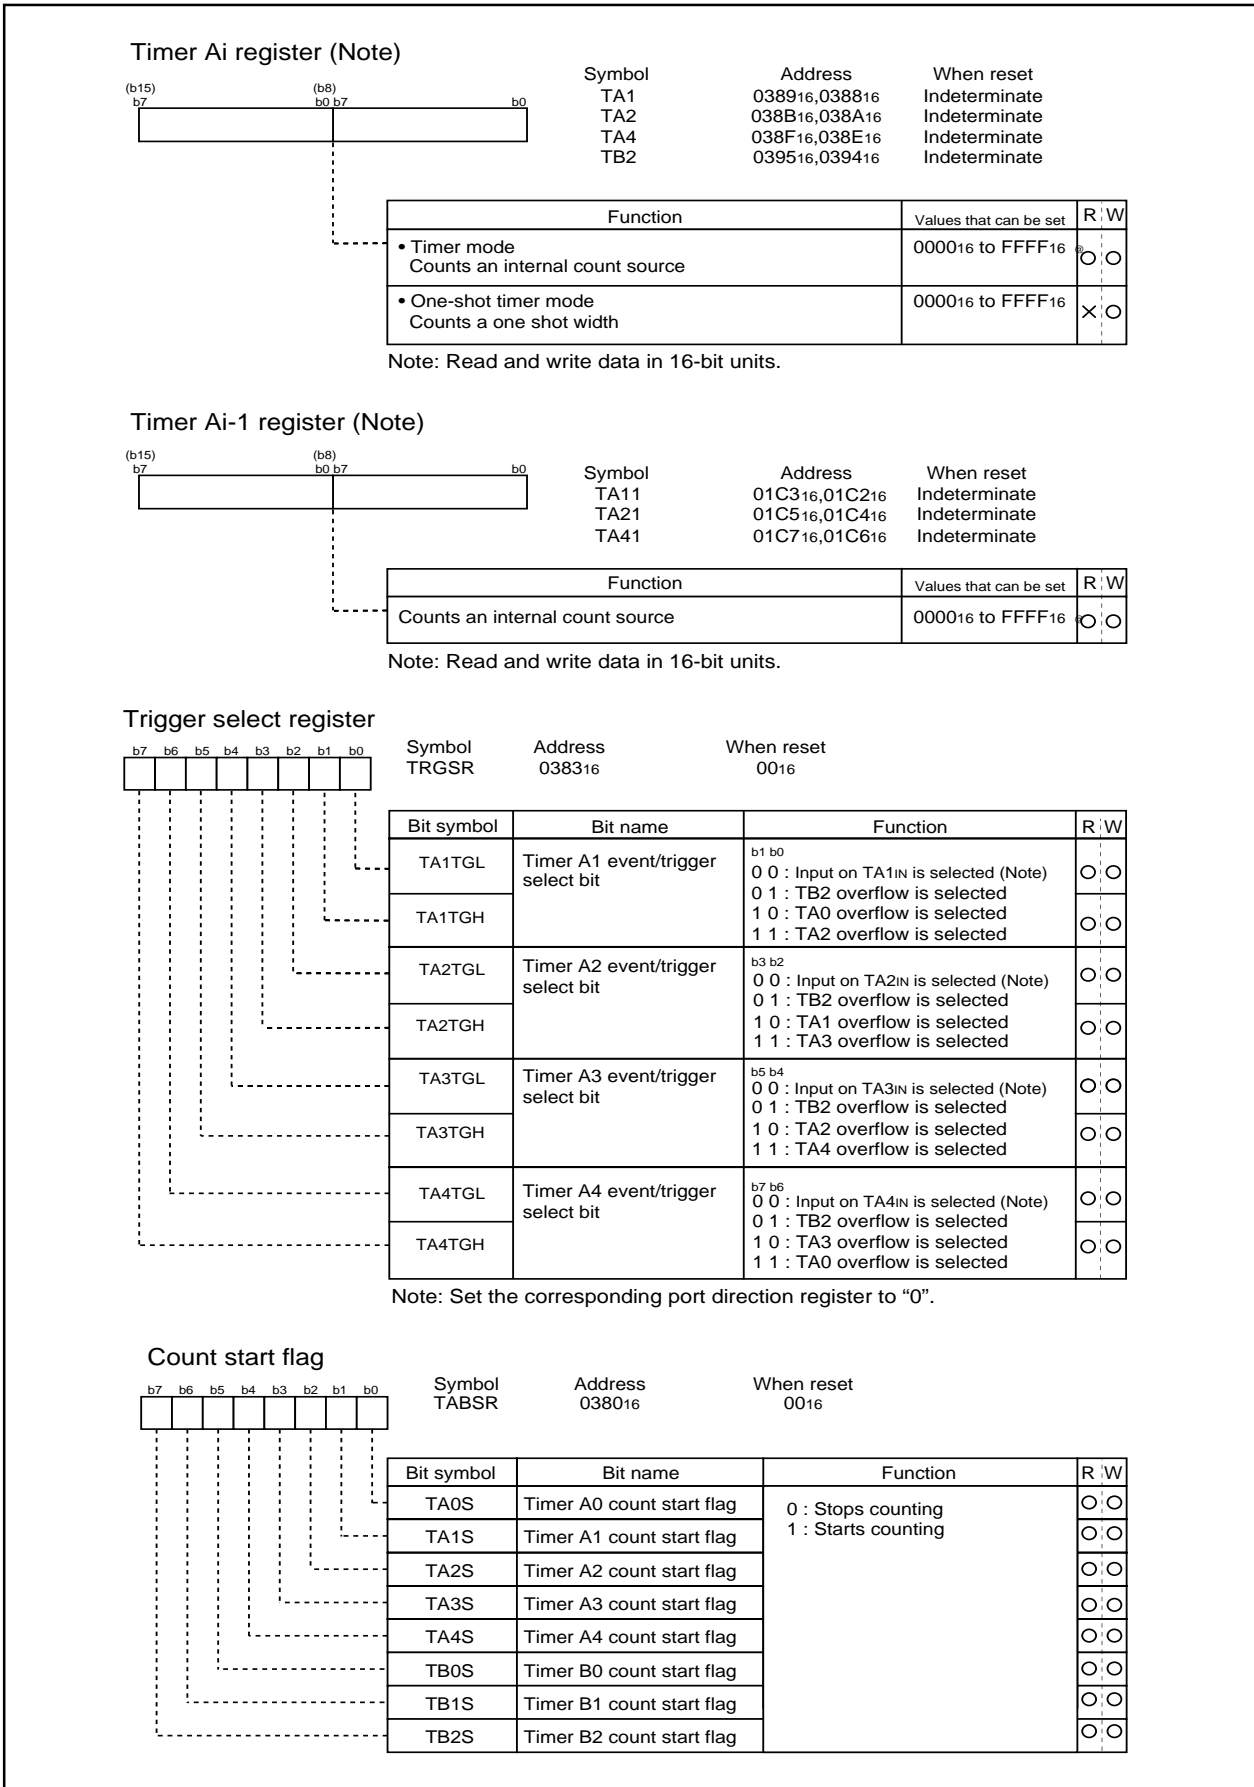 Timer Ai register (Note)
Symbol Address When reset
(b15) (b8)
b7 b0 b7 b0
TA1 038916,038816 Indeterminate
TA2 038B16,038A16 Indeterminate
TA4 038F16,038E16 Indeterminate
TB2 039516,039416 Indeterminate
Function Values that can be set R W
• Timer mode 000016 to FFFF16 @
Counts an internal count source
• One-shot timer mode 000016 to FFFF16
Counts a one shot width
Note: Read and write data in 16-bit units.
Timer Ai-1 register (Note)
(b15) (b8)
b7 b0 b7 b0
Symbol Address When reset
TA11 01C316,01C216 Indeterminate
TA21 01C516,01C416 Indeterminate
TA41 01C716,01C616 Indeterminate
Function Values that can be set R W
Counts an internal count source 000016 to FFFF16 @
Note: Read and write data in 16-bit units.
Trigger select register
b7 b6 b5 b4 b3 b2 b1 b0
Symbol Address When reset
TRGSR 038316 0016
Bit symbol Bit name Function R W
TA1TGL Timer A1 event/trigger
select bit
b1 b0
0 0 : Input on TA1IN is selected (Note)
0 1 : TB2 overflow is selected
TA1TGH
1 0 : TA0 overflow is selected
1 1 : TA2 overflow is selected
TA2TGL Timer A2 event/trigger
select bit
b3 b2
0 0 : Input on TA2IN is selected (Note)
0 1 : TB2 overflow is selected
TA2TGH
1 0 : TA1 overflow is selected
1 1 : TA3 overflow is selected
TA3TGL Timer A3 event/trigger
select bit
b5 b4
0 0 : Input on TA3IN is selected (Note)
0 1 : TB2 overflow is selected
TA3TGH
1 0 : TA2 overflow is selected
1 1 : TA4 overflow is selected
TA4TGL Timer A4 event/trigger
select bit
b7 b6
0 0 : Input on TA4IN is selected (Note)
0 1 : TB2 overflow is selected
TA4TGH
1 0 : TA3 overflow is selected
1 1 : TA0 overflow is selected
Note: Set the corresponding port direction register to “0”.
Count start flag
b7 b6 b5 b4 b3 b2 b1 b0
Symbol Address When reset
TABSR 038016 0016
Bit symbol Bit name Function R W
TA0S Timer A0 count start flag
0 : Stops counting
1 : Starts counting
TA1S Timer A1 count start flag
TA2S Timer A2 count start flag
TA3S Timer A3 count start flag
TA4S Timer A4 count start flag
TB0S Timer B0 count start flag
TB1S Timer B1 count start flag
TB2S Timer B2 count start flag